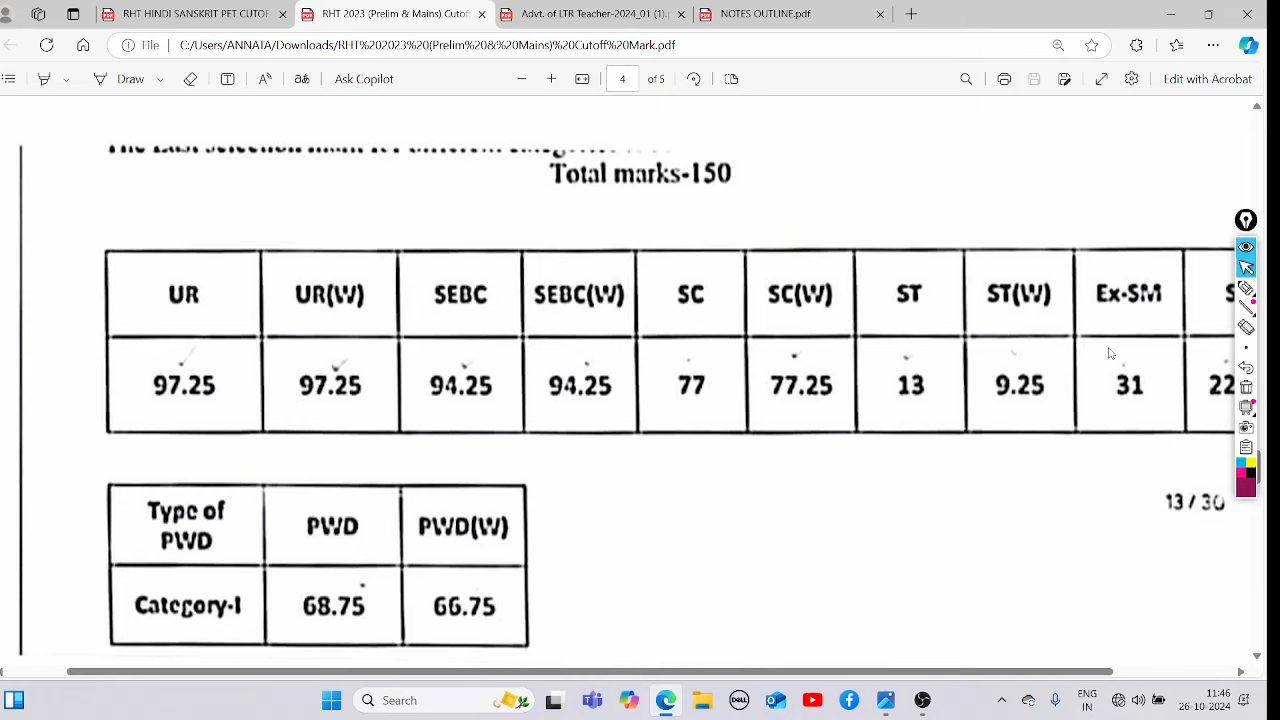 RHT HINDI SANSKRIT PET CUTOFF
RHT 2023 (Prelim & Mains) Cutoff
Advt of LTR Teacher-2024_01 (1).p
NOTES OUTLINE.pdf
File
C:/Users/ANNATA/Downloads/RHT%202023%20(Prelim%20&%20Mains)%20Cutoff%20Mark.pdf
Draw
Ask Copilot
4 of 5
Edit with Acrobat
Total marks-150
UR UR(W) SEBC SEBC(W) SC SC(W) ST ST(W) Ex-SM S
97.25 97.25 94.25 94.25 77 77.25 13 9.25 31 22
13 / 30
Type of PWD(W)
PWD PWD
Category-I 68.75 66.75
Search
ENG
IN
11:46
26-10-2024